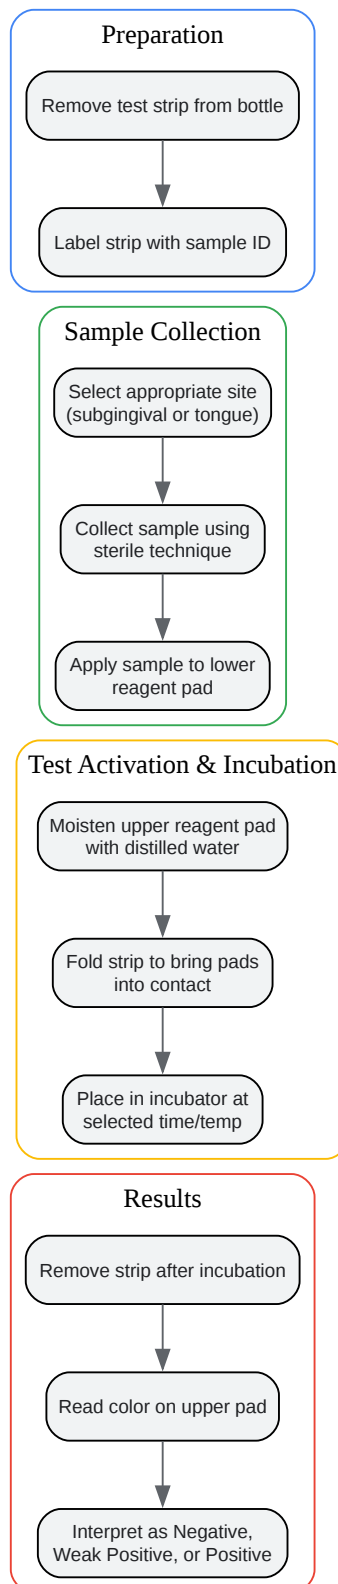 Preparation
Remove test strip from bottle
Label strip with sample ID
Sample Collection
Select appropriate site
(subgingival or tongue)
Collect sample using
sterile technique
Apply sample to lower
reagent pad
Test Activation & Incubation
Moisten upper reagent pad
with distilled water
Fold strip to bring pads
into contact
Place in incubator at
selected time/temp
Results
Remove strip after incubation
Read color on upper pad
Interpret as Negative,
Weak Positive, or Positive